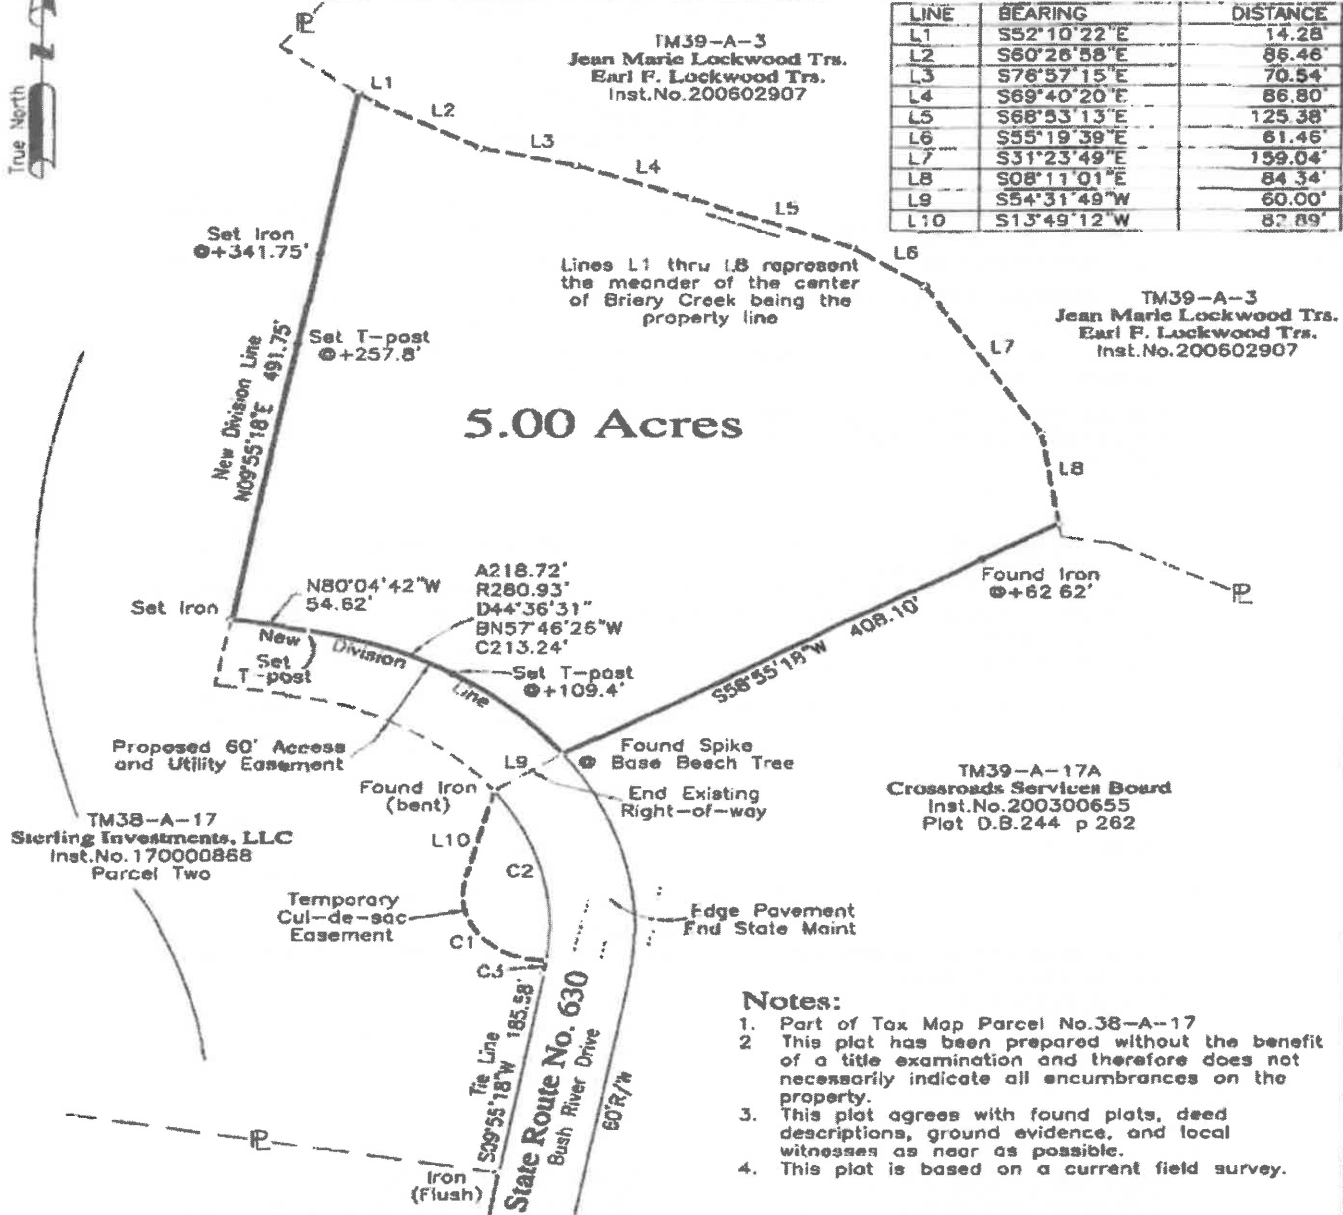 True North
N
PL
TM39-A-3
Jean Marie Lockwood Trs.
Earl F. Lockwood Trs.
Inst.No.200602907
LINE BEARING DISTANCE
L1 S52°10'22"E 14.28'
L2 S60°26'58"E 86.46'
L3 S76°57'15"E 70.54'
L4 S69°40'20"E 86.80'
L5 S68°53'13"E 125.38'
L6 S55°19'39"E 61.46'
L7 S31°23'49"E 159.04'
L8 S08°11'01"E 84.34'
L9 S54°31'49"W 60.00'
L10 S13°49'12"W 82.89'
L1
L2
L3
L4
L5
L6
L7
L8
Set Iron
@+341.75'
Set T-post
@+257.8'
New Division Line
N09°55'18"E 491.75'
Lines L1 thru L8 represent
the meander of the center
of Briery Creek being the
property line
TM39-A-3
Jean Marie Lockwood Trs.
Earl F. Lockwood Trs.
Inst.No.200602907
5.00 Acres
Set Iron
N80°04'42"W
54.62'
A218.72'
R280.93'
D44°36'31"
BN57°46'26"W
C213.24'
New Division Line
Set
T-post
Set T-post
@+109.4'
Found Iron
@+62 62'
PL
408.10'
S58°55'18"W
Proposed 60' Access
and Utility Easement
L9
Found Spike
@ Base Beech Tree
Found Iron
(bent)
End Existing
Right-of-way
TM39-A-17A
Crossroads Services Board
Inst.No.200300655
Plat D.B.244 p 262
TM38-A-17
Sterling Investments, LLC
Inst.No.170000868
Parcel Two
L10
C2
Temporary
Cul-de-sac
Easement
C1
C3
Edge Pavement
End State Maint
Tie Line
S09°55'18"W 185.58'
State Route No. 630
Bush River Drive
60'R/W
PL
Iron
(Flush)
Notes:
1. Part of Tax Map Parcel No.38-A-17
2 This plat has been prepared without the benefit
of a title examination and therefore does not
necessarily indicate all encumbrances on the
property.
3. This plat agrees with found plats, deed
descriptions, ground evidence, and local
witnesses as near as possible.
4. This plat is based on a current field survey.